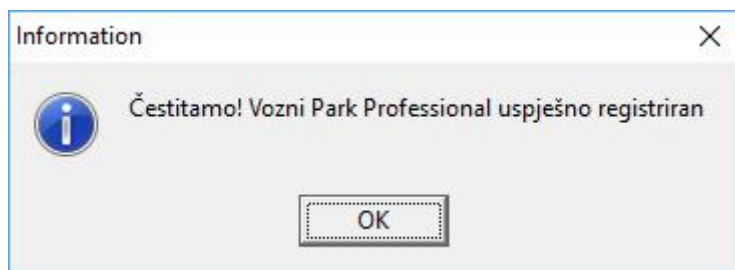 Information
Čestitamo! Vozni Park Professional uspješno registriran
OK